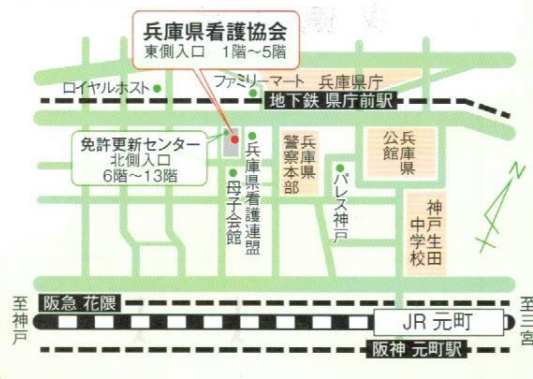 兵庫県看護協会
東側入口 1階～5階
ロイヤルホスト
ファミリーマート
兵庫県庁
地下鉄 県庁前駅
免許更新センター
北側入口
6階～13階
兵庫県看護連盟
母子会館
兵庫県
警察本部
パレス神戸
兵庫県
公館
神戸生田
中学校
N
至神戸
阪急 花隈
JR 元町
阪神 元町駅
至三宮